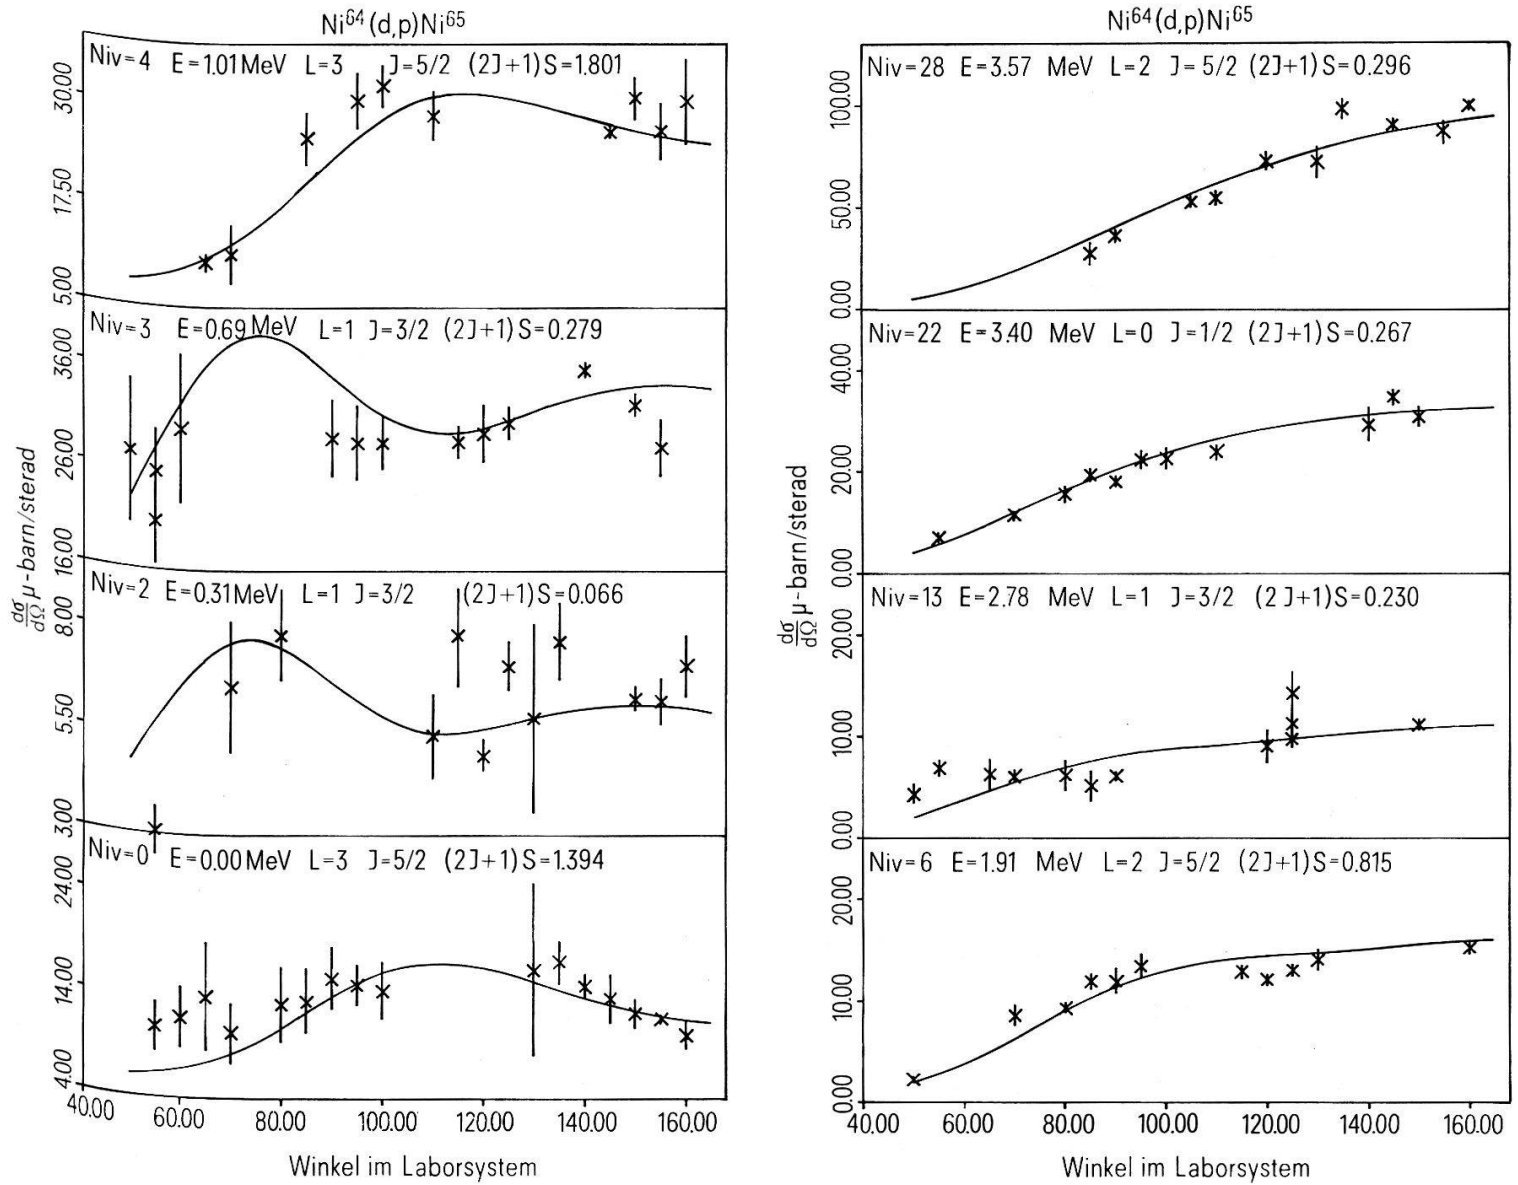 Ni⁶⁴(d,p)Ni⁶⁵
Niv=4 E=1.01MeV L=3 J=5/2 (2J+1)S=1.801
30.00
17.50
5.00
Niv=3 E=0.69MeV L=1 J=3/2 (2J+1)S=0.279
36.00
26.00
16.00
Niv=2 E=0.31MeV L=1 J=3/2 (2J+1)S=0.066
8.00
5.50
3.00
Niv=0 E=0.00MeV L=3 J=5/2 (2J+1)S=1.394
24.00
14.00
4.00
dσ/dΩ μ-barn/sterad
40.00 60.00 80.00 100.00 120.00 140.00 160.00
Winkel im Laborsystem
Ni⁶⁴(d,p)Ni⁶⁵
Niv=28 E=3.57 MeV L=2 J=5/2 (2J+1)S=0.296
100.00
50.00
0.00
Niv=22 E=3.40 MeV L=0 J=1/2 (2J+1)S=0.267
40.00
20.00
0.00
Niv=13 E=2.78 MeV L=1 J=3/2 (2J+1)S=0.230
20.00
10.00
0.00
Niv=6 E=1.91 MeV L=2 J=5/2 (2J+1)S=0.815
20.00
10.00
0.00
dσ/dΩ μ-barn/sterad
40.00 60.00 80.00 100.00 120.00 140.00 160.00
Winkel im Laborsystem